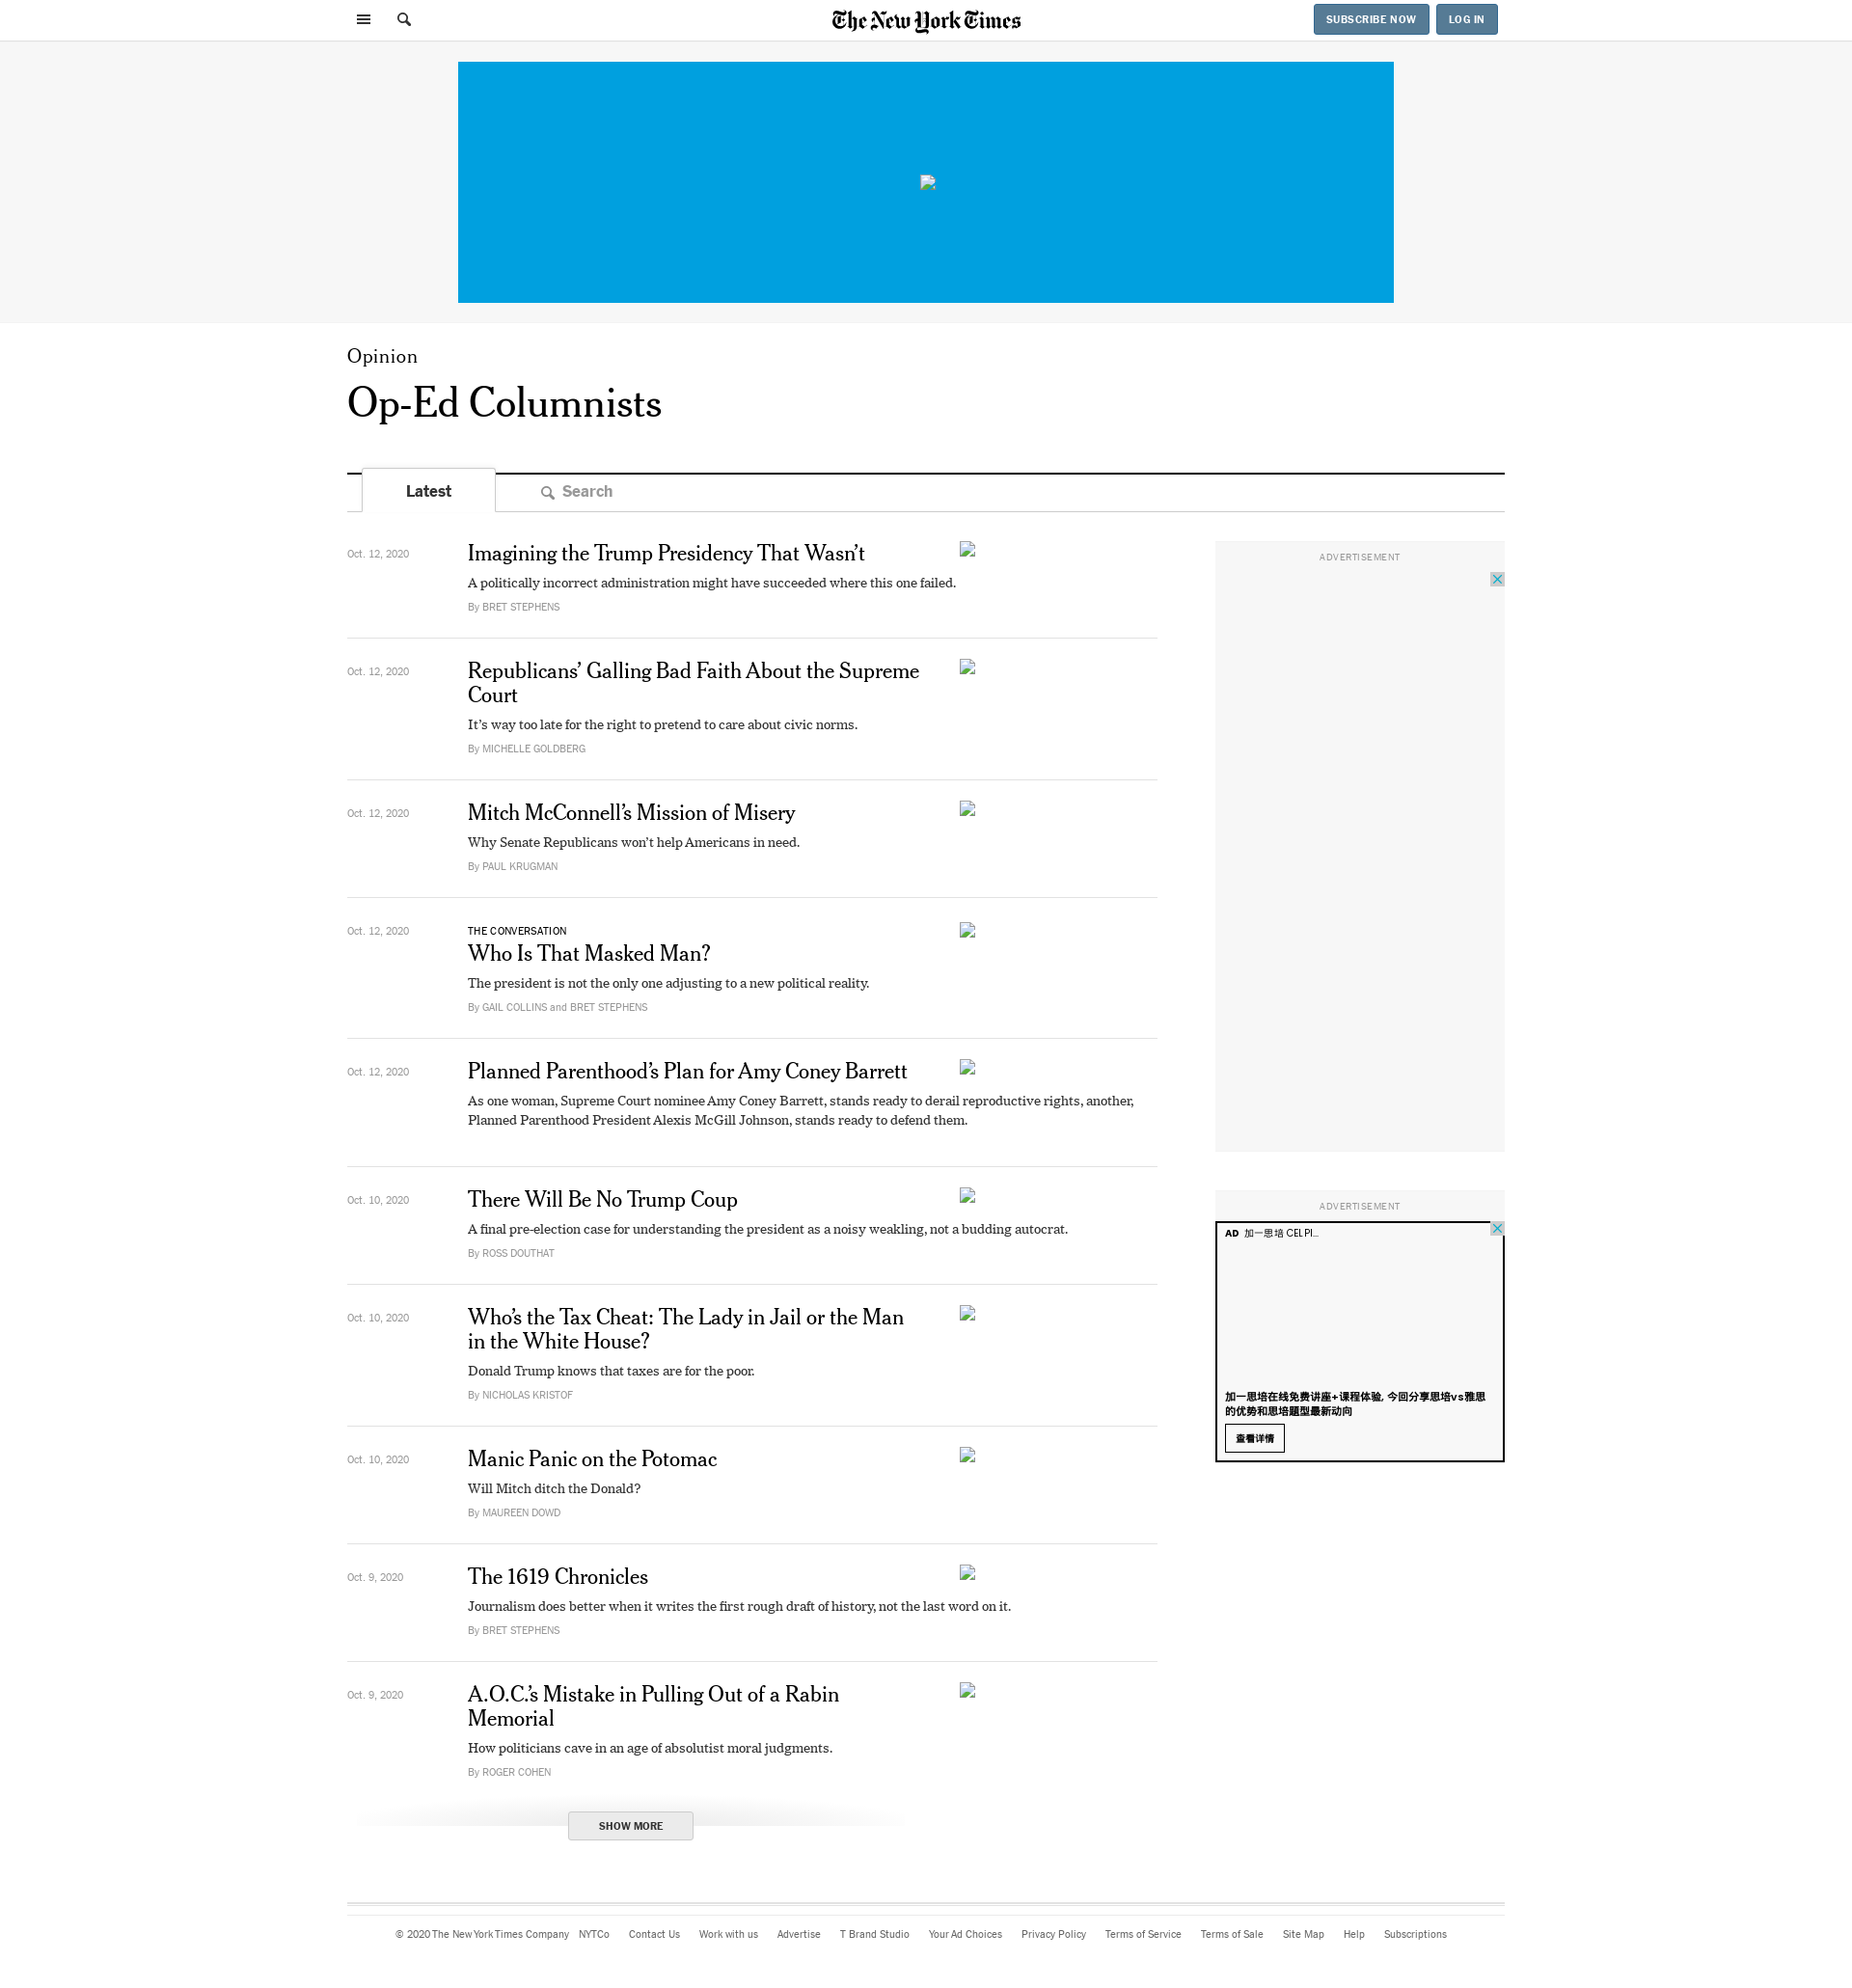 The New York Times
SUBSCRIBE NOW
LOG IN
Opinion
Op-Ed Columnists
Latest
Search
Oct. 12, 2020
Imagining the Trump Presidency That Wasn’t
A politically incorrect administration might have succeeded where this one failed.
By BRET STEPHENS
Oct. 12, 2020
Republicans’ Galling Bad Faith About the Supreme
Court
It’s way too late for the right to pretend to care about civic norms.
By MICHELLE GOLDBERG
Oct. 12, 2020
Mitch McConnell’s Mission of Misery
Why Senate Republicans won’t help Americans in need.
By PAUL KRUGMAN
Oct. 12, 2020
THE CONVERSATION
Who Is That Masked Man?
The president is not the only one adjusting to a new political reality.
By GAIL COLLINS and BRET STEPHENS
Oct. 12, 2020
Planned Parenthood’s Plan for Amy Coney Barrett
As one woman, Supreme Court nominee Amy Coney Barrett, stands ready to derail reproductive rights, another,
Planned Parenthood President Alexis McGill Johnson, stands ready to defend them.
Oct. 10, 2020
There Will Be No Trump Coup
A final pre-election case for understanding the president as a noisy weakling, not a budding autocrat.
By ROSS DOUTHAT
Oct. 10, 2020
Who’s the Tax Cheat: The Lady in Jail or the Man
in the White House?
Donald Trump knows that taxes are for the poor.
By NICHOLAS KRISTOF
Oct. 10, 2020
Manic Panic on the Potomac
Will Mitch ditch the Donald?
By MAUREEN DOWD
Oct. 9, 2020
The 1619 Chronicles
Journalism does better when it writes the first rough draft of history, not the last word on it.
By BRET STEPHENS
Oct. 9, 2020
A.O.C.’s Mistake in Pulling Out of a Rabin
Memorial
How politicians cave in an age of absolutist moral judgments.
By ROGER COHEN
SHOW MORE
ADVERTISEMENT
ADVERTISEMENT
AD 加一思培 CELPI...
加一思培在线免费讲座+课程体验, 今回分享思培vs雅思
的优势和思培题型最新动向
查看详情
© 2020 The New York Times Company NYTCo Contact Us Work with us Advertise T Brand Studio Your Ad Choices Privacy Policy Terms of Service Terms of Sale Site Map Help Subscriptions